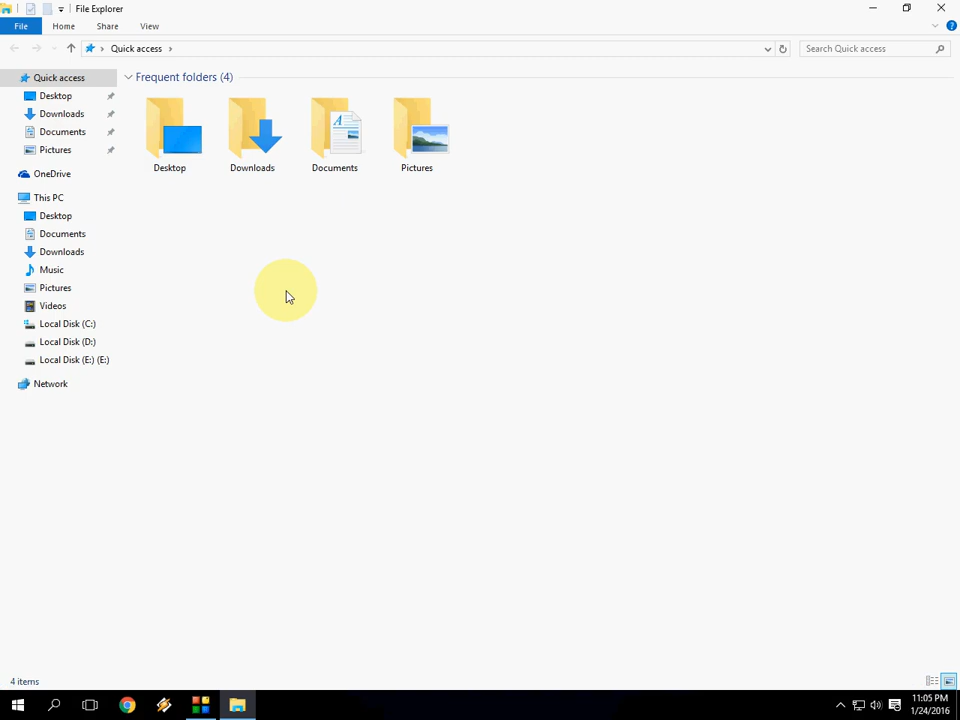 File Explorer
File Home Share View
Quick access
Search Quick access
Quick access
Desktop
Downloads
Documents
Pictures
OneDrive
This PC
Desktop
Documents
Downloads
Music
Pictures
Videos
Local Disk (C:)
Local Disk (D:)
Local Disk (E:) (E:)
Network
Frequent folders (4)
Desktop Downloads Documents Pictures
4 items
11:05 PM
1/24/2016